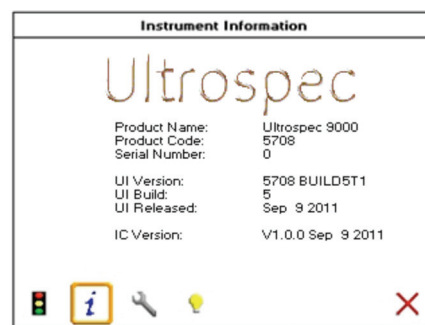 Instrument Information
Ultrospec
Product Name: Ultrospec 9000
Product Code: 5708
Serial Number: 0
UI Version: 5708 BUILD5T1
UI Build: 5
UI Released: Sep 9 2011
IC Version: V1.0.0 Sep 9 2011
i